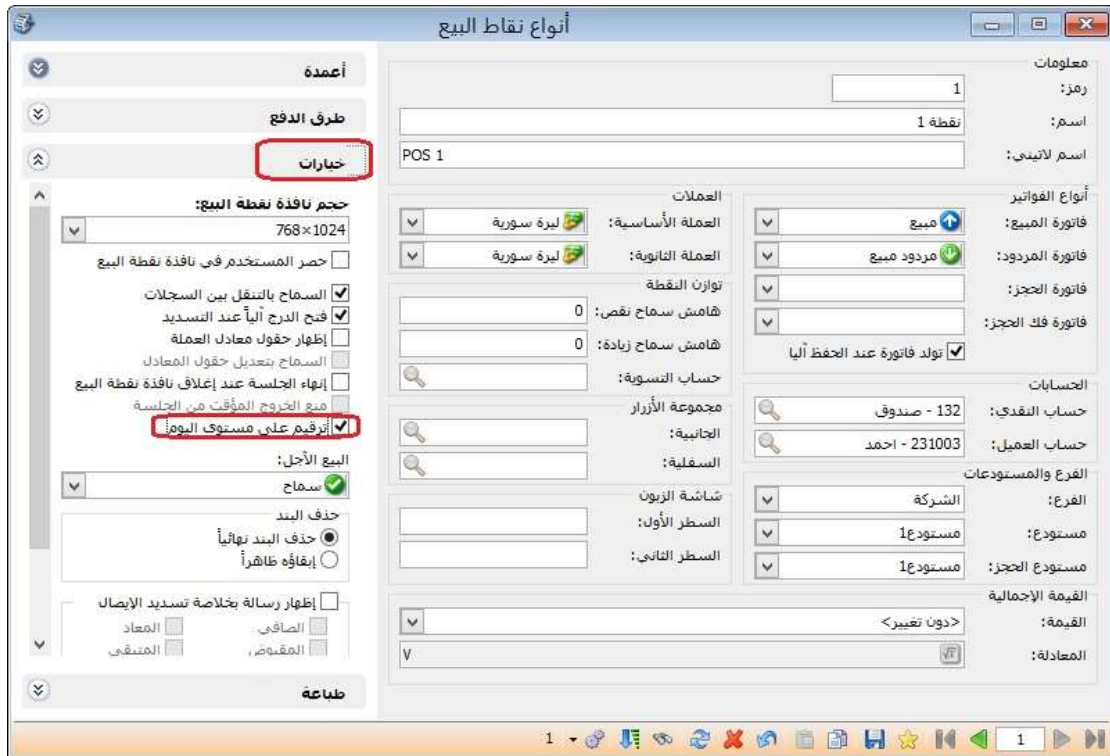 أنواع نقاط البيع
معلومات
رمز:
1
اسم:
نقطة 1
اسم لاتيني:
POS 1
أنواع الفواتير
فاتورة المبيع:
مبيع
فاتورة المردود:
مردود مبيع
فاتورة الحجز:
فاتورة فك الحجز:
تولد فاتورة عند الحفظ آليا
الحسابات
حساب النقدي:
132 - صندوق
حساب العميل:
231003 - احمد
الفرع والمستودعات
الفرع:
الشركة
مستودع:
مستودع1
مستودع الحجز:
مستودع1
العملات
العملة الأساسية:
ليرة سورية
العملة الثانوية:
ليرة سورية
توازن النقطة
هامش سماح نقص:
0
هامش سماح زيادة:
0
حساب التسوية:
مجموعة الأزرار
الجانبية:
السفلية:
شاشة الزبون
السطر الأول:
السطر الثاني:
القيمة الإجمالية
القيمة:
<دون تغيير>
المعادلة:
V
أعمدة
طرق الدفع
خيارات
حجم نافذة نقطة البيع:
768×1024
حصر المستخدم في نافذة نقطة البيع
السماح بالتنقل بين السجلات
فتح الدرج آلياً عند التسديد
إظهار حقول معادل العملة
السماح بتعديل حقول المعادل
إنهاء الجلسة عند إغلاق نافذة نقطة البيع
منع الخروج المؤقت من الجلسة
ترقيم على مستوى اليوم
البيع الآجل:
سماح
حذف البند
حذف البند نهائياً
إبقاؤه ظاهراً
إظهار رسالة بخلاصة تسديد الإيصال
الصافي
المعاد
المقبوض
المتبقي
طباعة
1
1